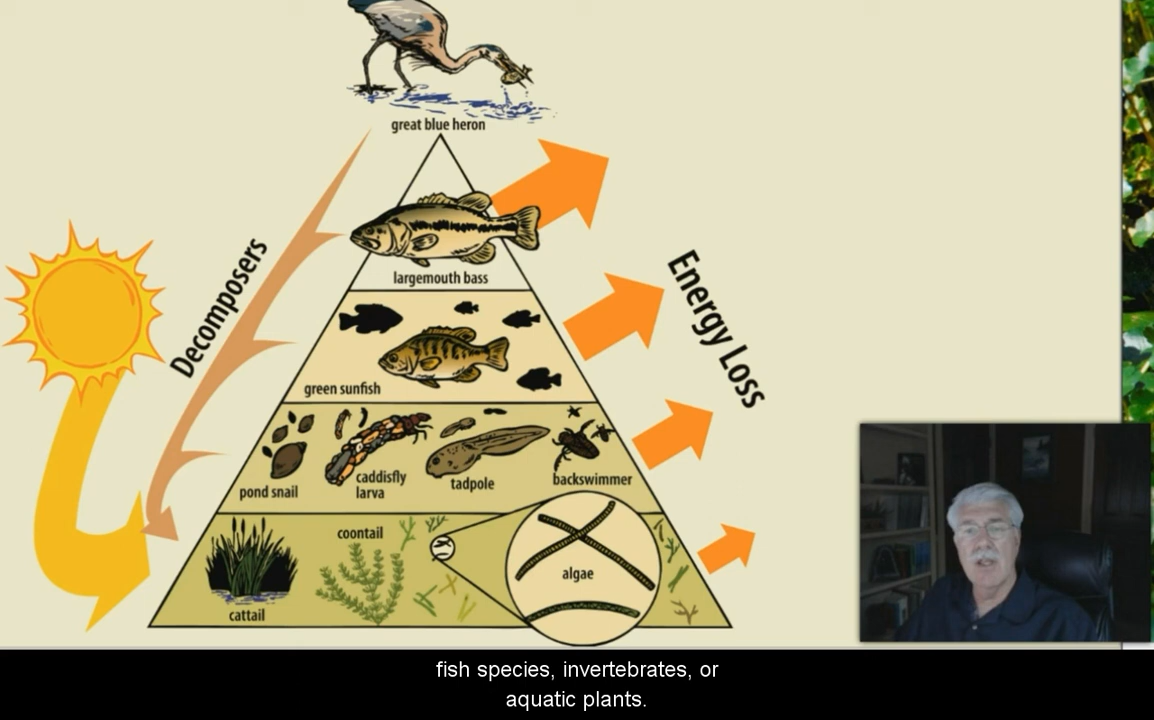 great blue heron
largemouth bass
Decomposers
Energy Loss
green sunfish
pond snail
caddisfly
larva
tadpole
backswimmer
coontail
algae
cattail
fish species, invertebrates, or
aquatic plants.